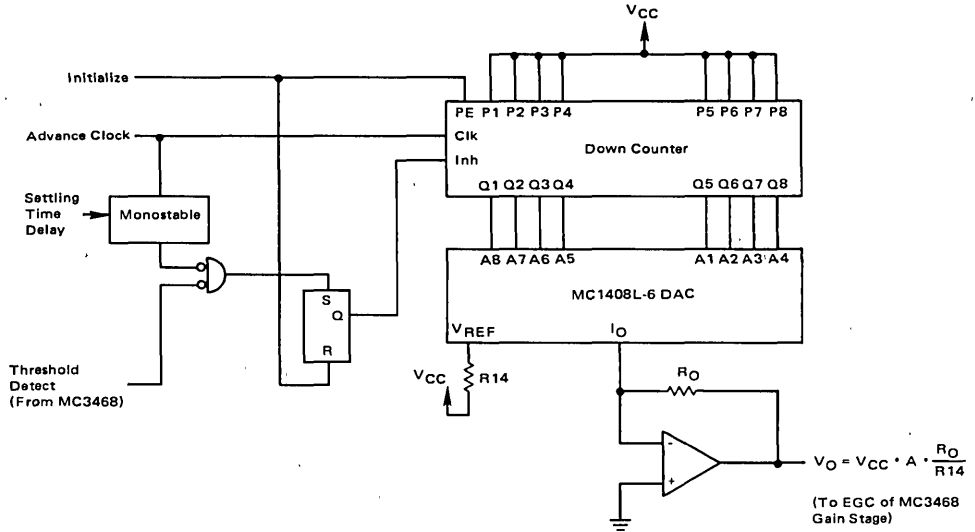 VCC
Initialize
PE P1 P2 P3 P4 P5 P6 P7 P8
Advance Clock
Clk
Down Counter
Inh
Settling
Time
Delay
Monostable
Q1 Q2 Q3 Q4 Q5 Q6 Q7 Q8
A8 A7 A6 A5 A1 A2 A3 A4
MC1408L-6 DAC
S
Q
R
VREF
IO
Threshold
Detect
(From MC3468)
VCC
R14
RO
-
+
VO = VCC • A • RO/R14
(To EGC of MC3468
Gain Stage)